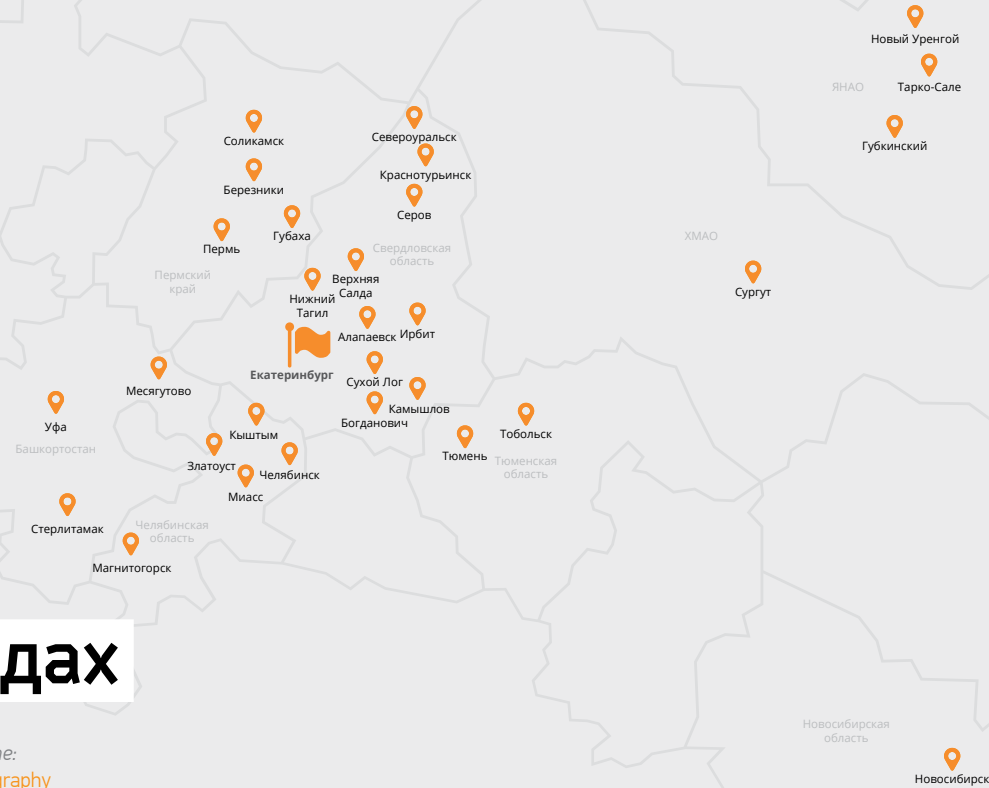 Новый Уренгой
ЯНАО
Тарко-Сале
Губкинский
Соликамск
Североуральск
Краснотурьинск
Березники
Серов
Губаха
Пермь
Свердловская
область
ХМАО
Пермский
край
Верхняя
Салда
Сургут
Нижний
Тагил
Алапаевск
Ирбит
Екатеринбург
Сухой Лог
Месягутово
Камышлов
Богданович
Уфа
Кыштым
Тобольск
Башкортостан
Тюмень
Тюменская
область
Златоуст
Челябинск
Миасс
Стерлитамак
Челябинская
область
Магнитогорск
дах
Новосибирская
область
те:
graphy
Новосибирск